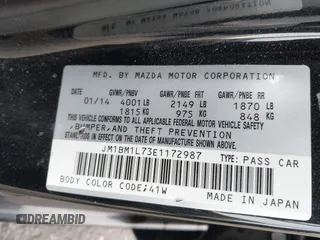 MFD. BY MAZDA MOTOR CORPORATION
01/14 GVWR/PNBV GAWR/PNBE FRT GAWR/PNBE RR
4001 LB 2149 LB 1870 LB
1815 KG 975 KG 848 KG
THIS VEHICLE CONFORMS TO ALL APPLICABLE FEDERAL MOTOR VEHICLE SAFETY,
BUMPER, AND THEFT PREVENTION
IN EFFECT ON THE DATE OF MANUFACTURE SHOWN ABOVE.
JM1BM1L73E1172987 TYPE: PASS CAR
BODY COLOR CODE: 41W
MADE IN JAPAN
DREAMBID